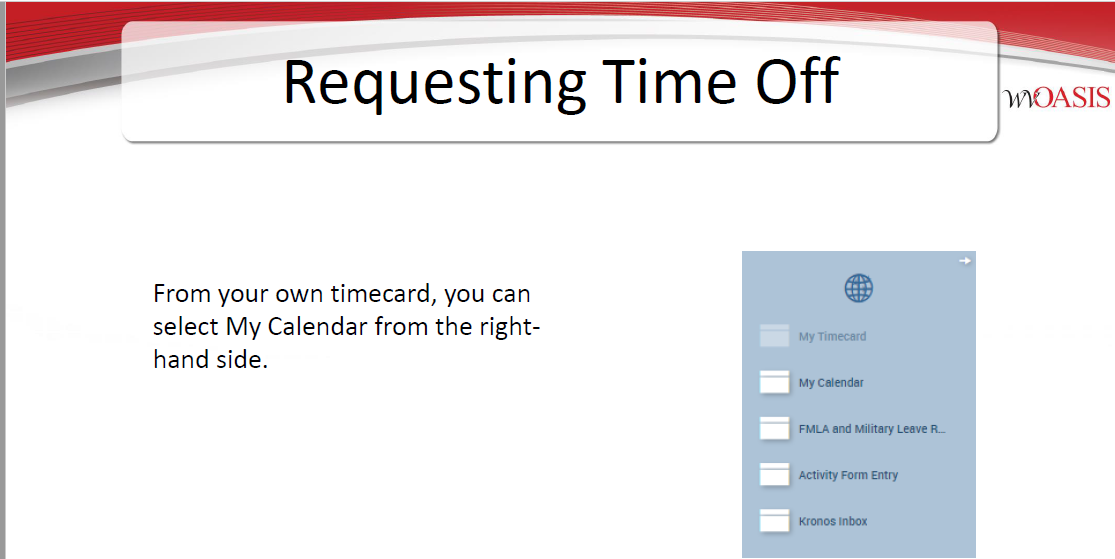 Requesting Time Off
wvOASIS
From your own timecard, you can
select My Calendar from the right-
hand side.
My Timecard
My Calendar
FMLA and Military Leave R...
Activity Form Entry
Kronos Inbox